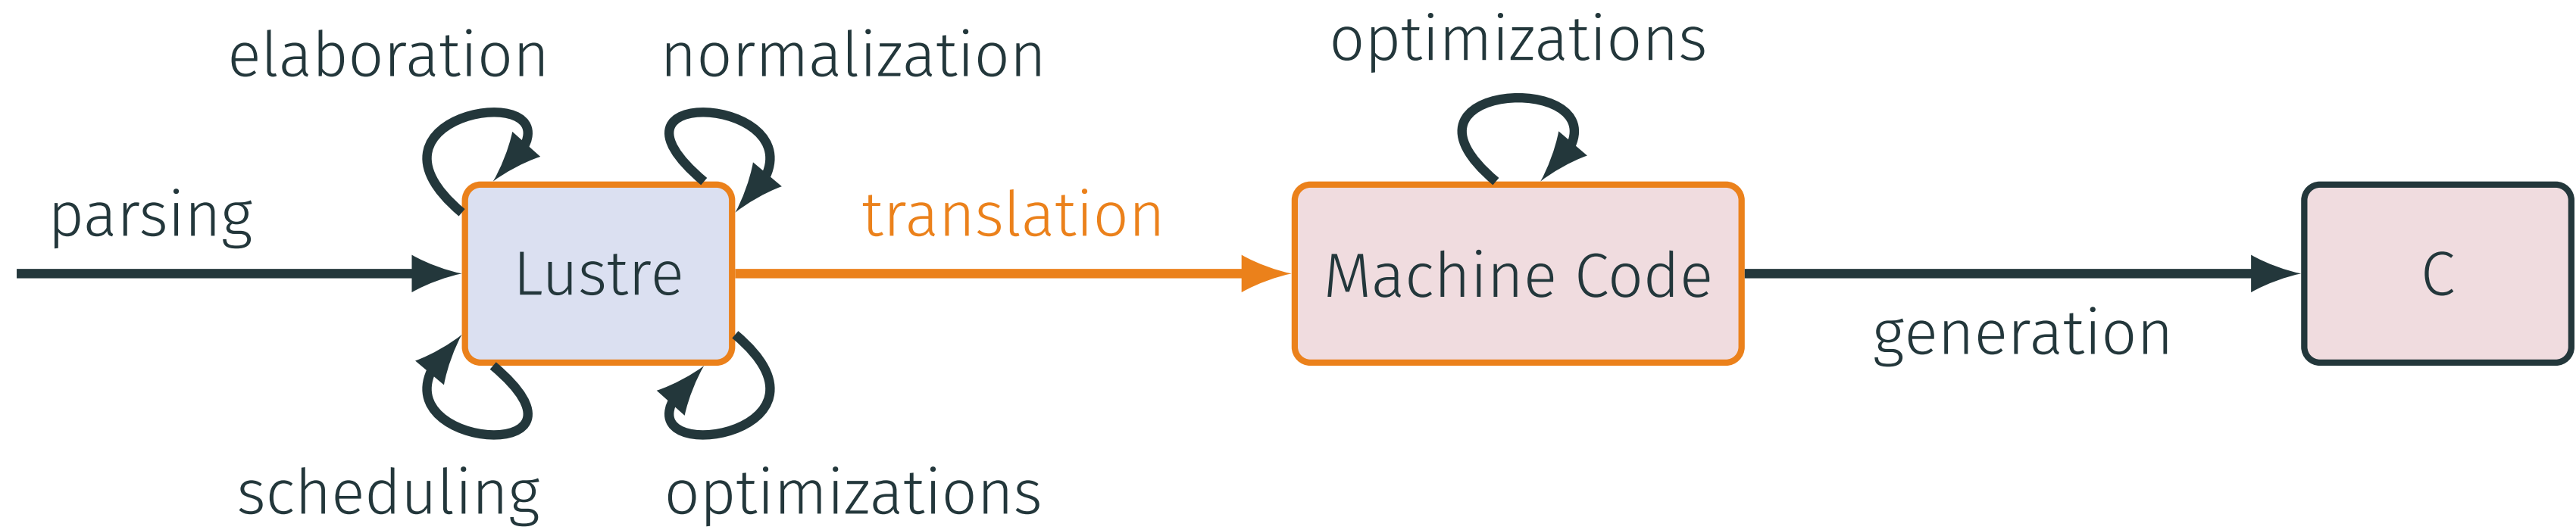 elaboration
normalization
optimizations
parsing
translation
Lustre
Machine Code
C
generation
scheduling
optimizations